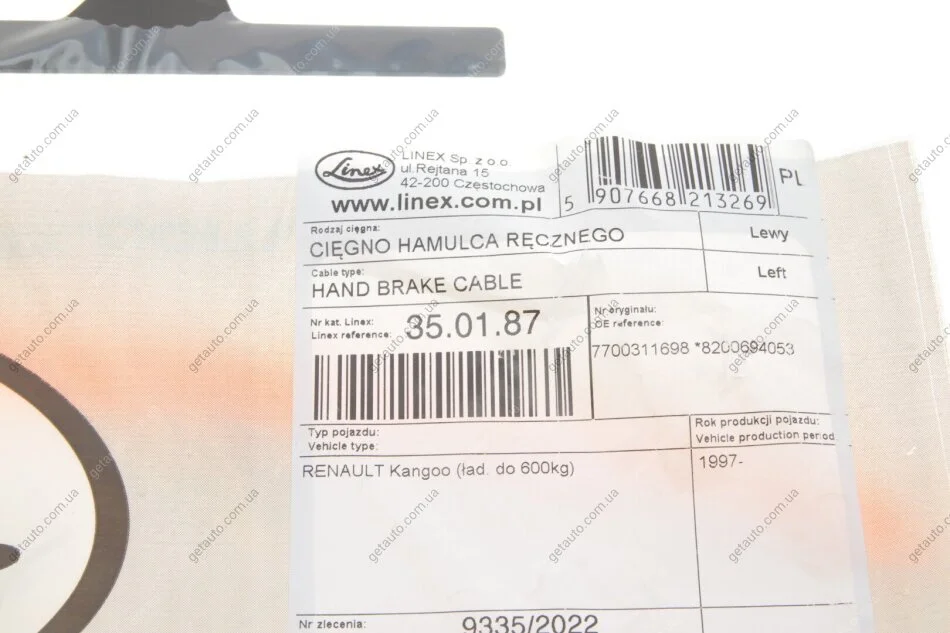 Linex
LINEX Sp. z o.o
ul.Rejtana 15
42-200 Częstochowa
www.linex.com.pl
5 907668 213269
PL
Rodzaj cięgna:
CIĘGNO HAMULCA RĘCZNEGO
Lewy
Cable type:
HAND BRAKE CABLE
Left
Nr kat. Linex:
Linex reference:
35.01.87
Nr oryginału:
OE reference:
7700311698 *8200694053
Typ pojazdu:
Vehicle type:
Rok produkcji pojazdu:
Vehicle production period:
RENAULT Kangoo (ład. do 600kg)
1997-
Nr zlecenia:
9335/2022
getauto.com.ua